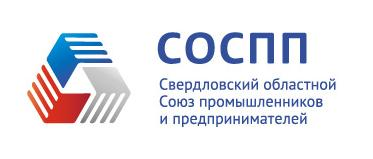 СОСПП
Свердловский областной
Союз промышленников
и предпринимателей